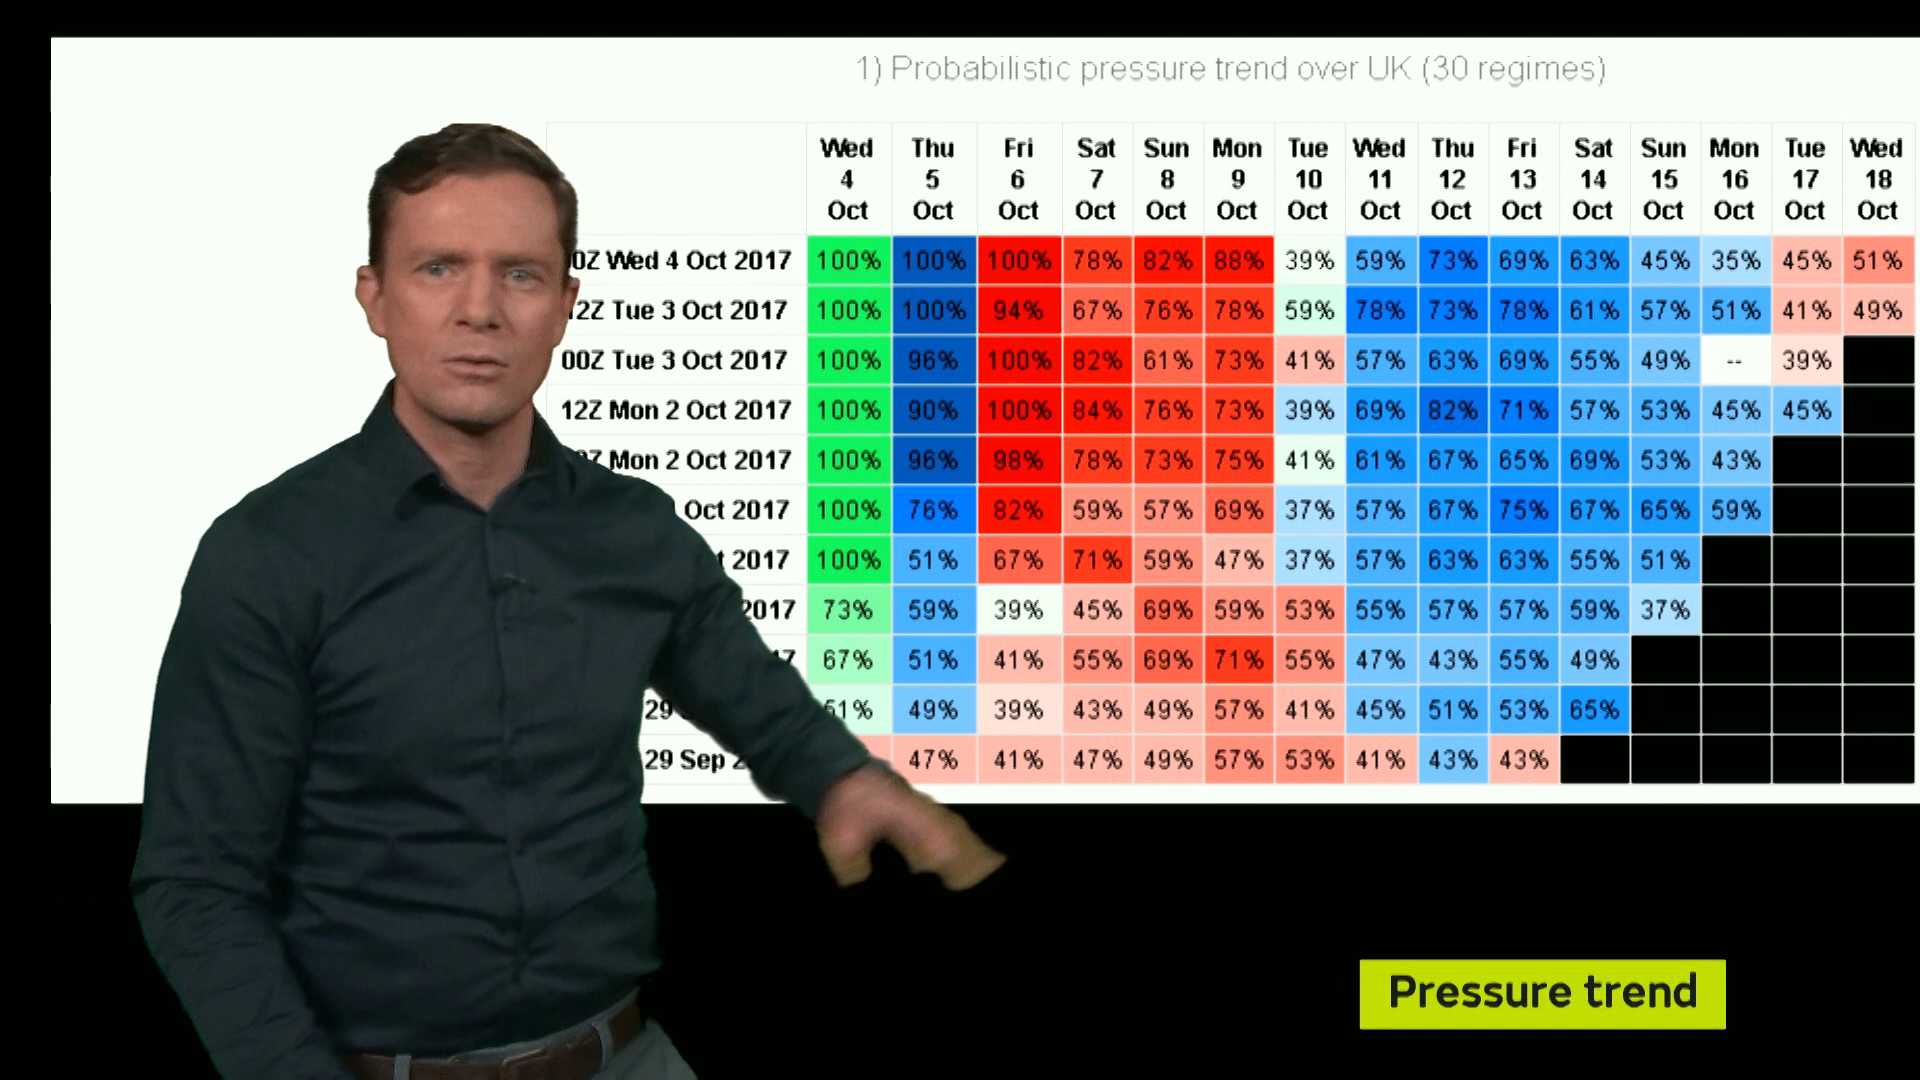 1) Probabilistic pressure trend over UK (30 regimes)
Wed Thu Fri Sat Sun Mon Tue Wed Thu Fri Sat Sun Mon Tue Wed
4 5 6 7 8 9 10 11 12 13 14 15 16 17 18
Oct Oct Oct Oct Oct Oct Oct Oct Oct Oct Oct Oct Oct Oct Oct
0Z Wed 4 Oct 2017 100% 100% 100% 78% 82% 88% 39% 59% 73% 69% 63% 45% 35% 45% 51%
12Z Tue 3 Oct 2017 100% 100% 94% 67% 76% 78% 59% 78% 73% 78% 61% 57% 51% 41% 49%
00Z Tue 3 Oct 2017 100% 96% 100% 82% 61% 73% 41% 57% 63% 69% 55% 49% -- 39%
12Z Mon 2 Oct 2017 100% 90% 100% 84% 76% 73% 39% 69% 82% 71% 57% 53% 45% 45%
Mon 2 Oct 2017 100% 96% 98% 78% 73% 75% 41% 61% 67% 65% 69% 53% 43%
Oct 2017 100% 76% 82% 59% 57% 69% 37% 57% 67% 75% 67% 65% 59%
2017 100% 51% 67% 71% 59% 47% 37% 57% 63% 63% 55% 51%
2017 73% 59% 39% 45% 69% 59% 53% 55% 57% 57% 59% 37%
67% 51% 41% 55% 69% 71% 55% 47% 43% 55% 49%
29 51% 49% 39% 43% 49% 57% 41% 45% 51% 53% 65%
29 Sep 47% 41% 47% 49% 57% 53% 41% 43% 43%
Pressure trend